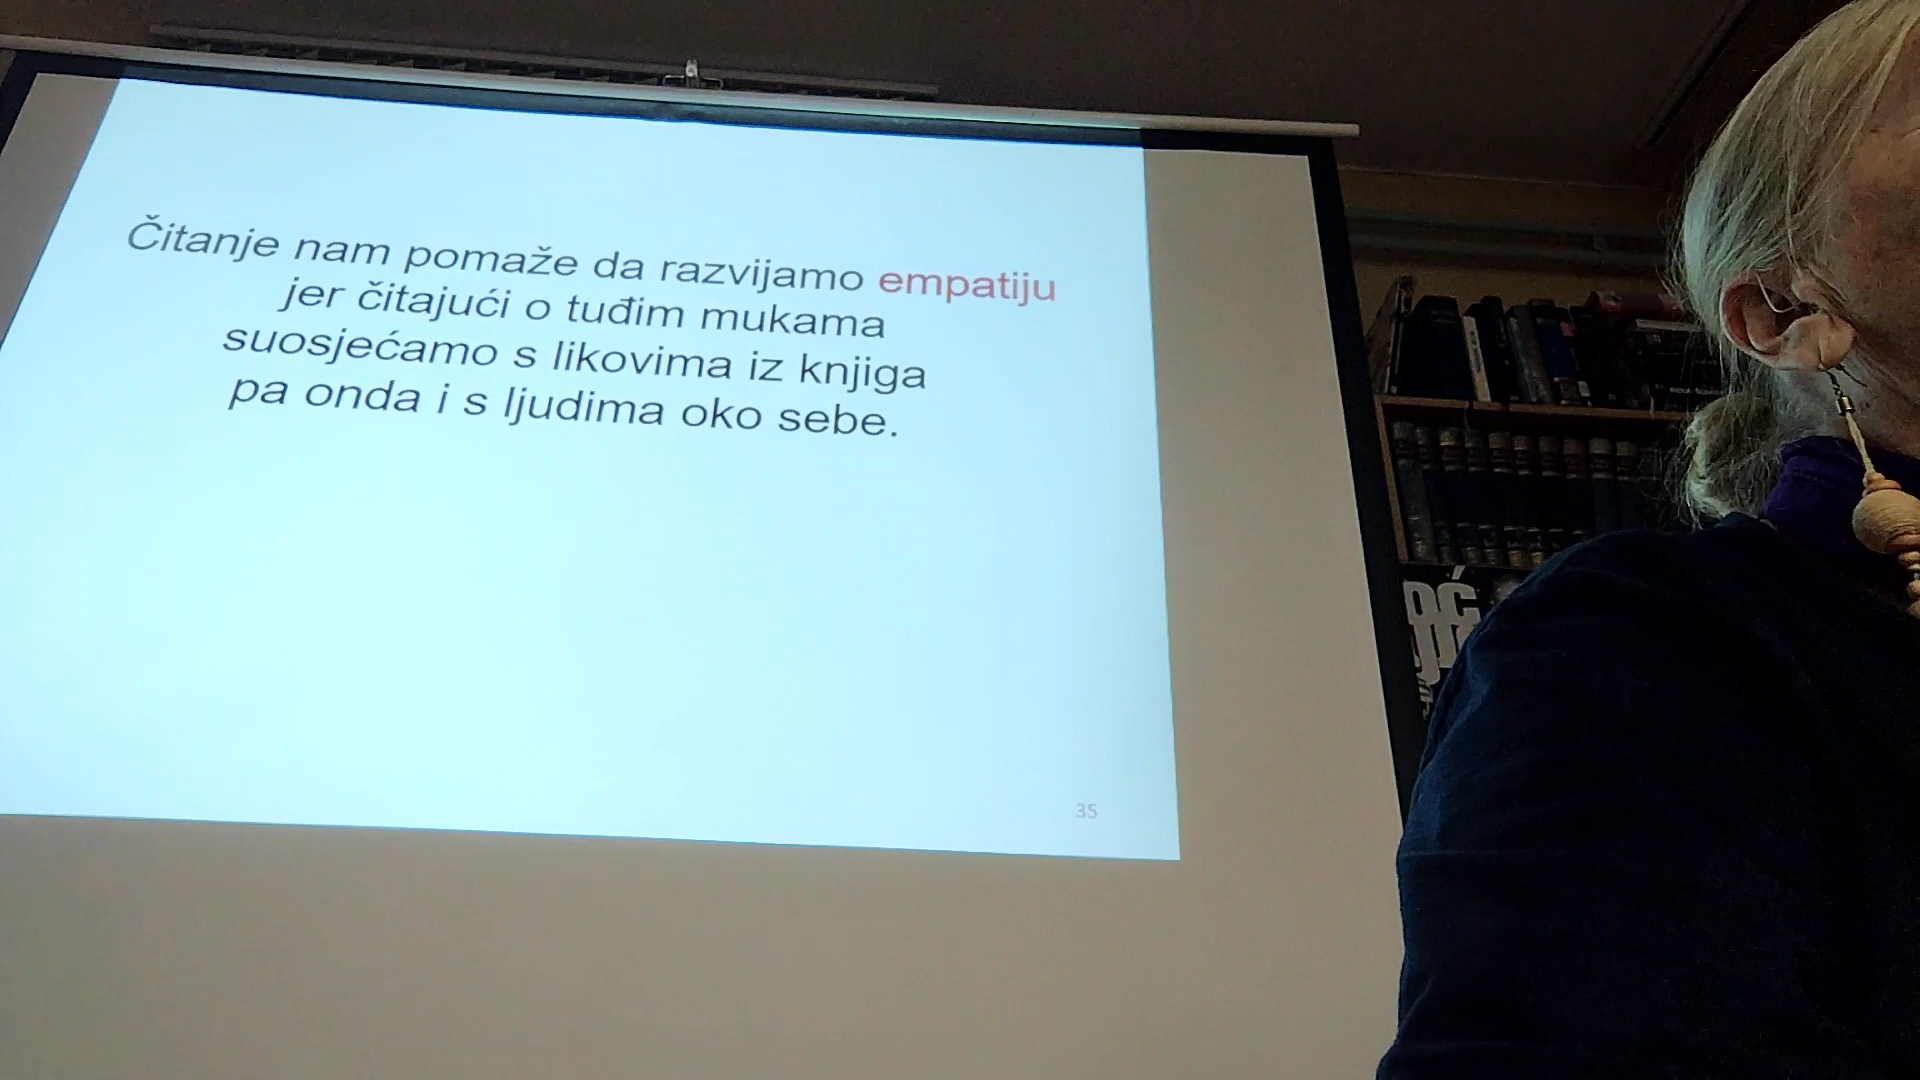 Čitanje nam pomaže da razvijamo empatiju
jer čitajući o tuđim mukama
suosjećamo s likovima iz knjiga
pa onda i s ljudima oko sebe.
35